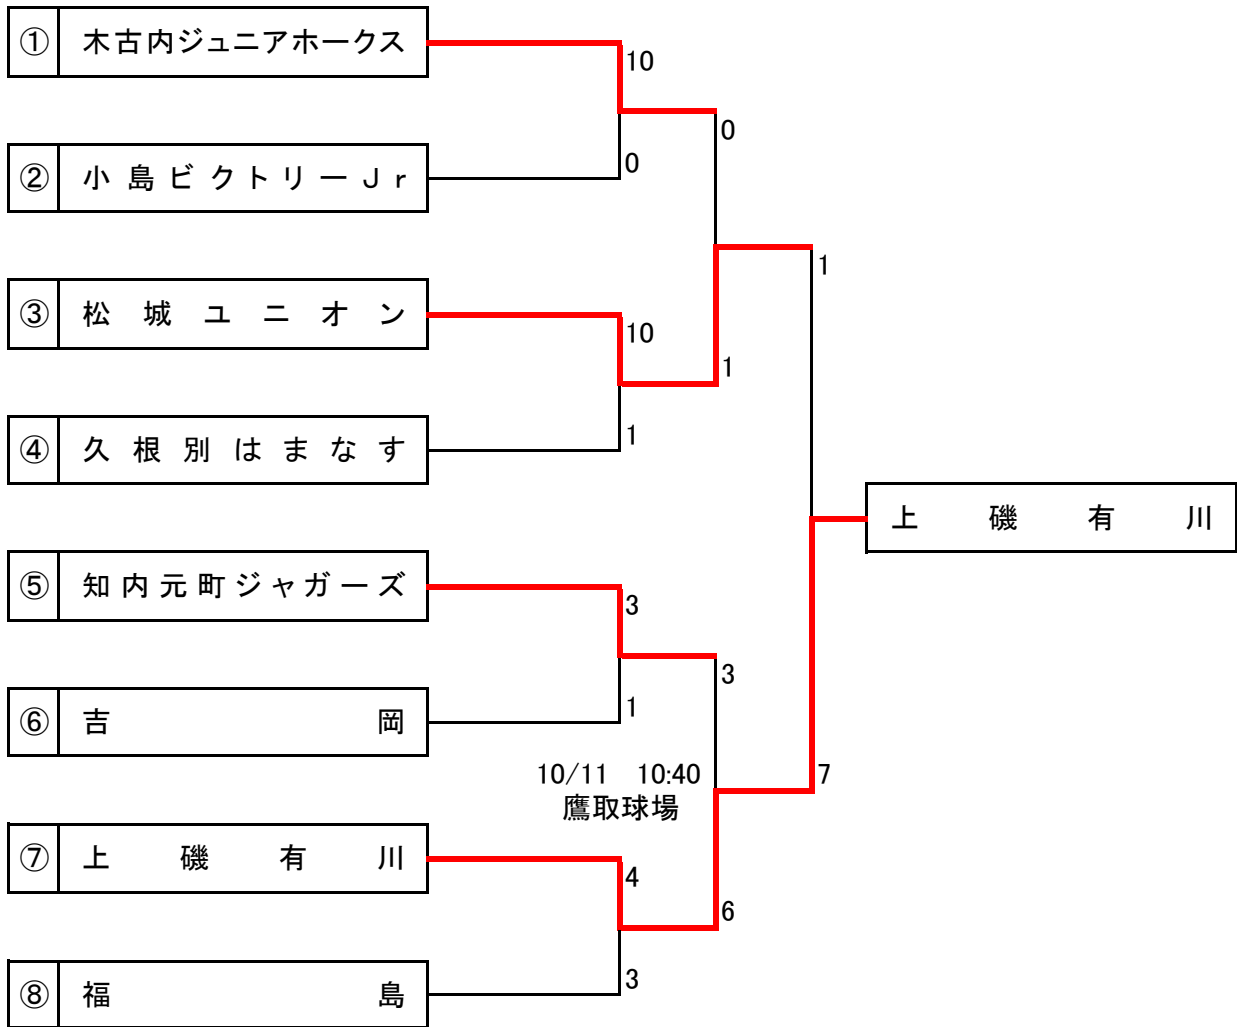 ① 木古内ジュニアホークス
10
0
② 小島ビクトリーJr
0
1
③ 松城ユニオン
10
1
④ 久根別はまなす
1
上磯有川
⑤ 知内元町ジャガーズ
3
3
⑥ 吉岡
1
10/11 10:40
7
鷹取球場
⑦ 上磯有川
4
6
⑧ 福島
3